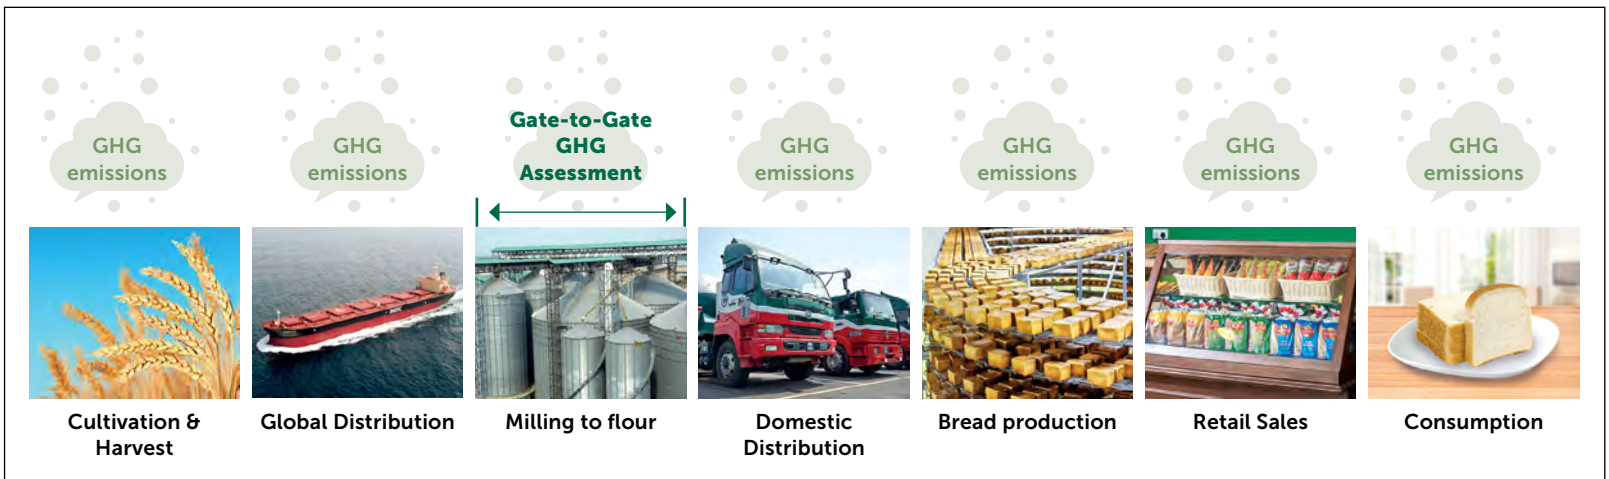 GHG
emissions
GHG
emissions
Gate-to-Gate
GHG
Assessment
GHG
emissions
GHG
emissions
GHG
emissions
GHG
emissions
Cultivation &
Harvest
Global Distribution
Milling to flour
Domestic
Distribution
Bread production
Retail Sales
Consumption